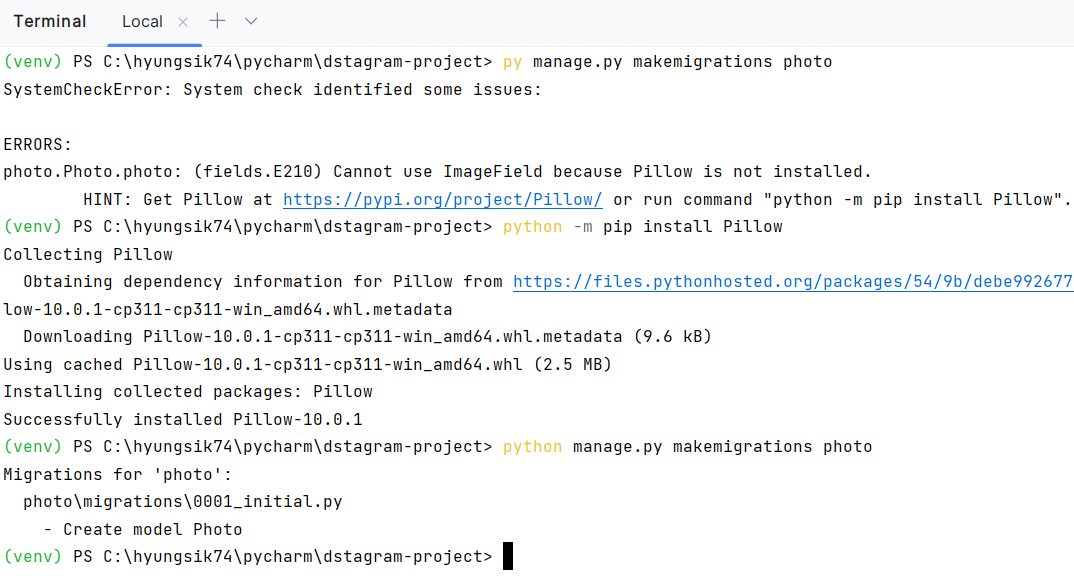 Terminal Local
(venv) PS C:\hyungsik74\pycharm\dstagram-project> py manage.py makemigrations photo
SystemCheckError: System check identified some issues:
ERRORS:
photo.Photo.photo: (fields.E210) Cannot use ImageField because Pillow is not installed.
HINT: Get Pillow at https://pypi.org/project/Pillow/ or run command "python -m pip install Pillow".
(venv) PS C:\hyungsik74\pycharm\dstagram-project> python -m pip install Pillow
Collecting Pillow
Obtaining dependency information for Pillow from https://files.pythonhosted.org/packages/54/9b/debe992677
low-10.0.1-cp311-cp311-win_amd64.whl.metadata
Downloading Pillow-10.0.1-cp311-cp311-win_amd64.whl.metadata (9.6 kB)
Using cached Pillow-10.0.1-cp311-cp311-win_amd64.whl (2.5 MB)
Installing collected packages: Pillow
Successfully installed Pillow-10.0.1
(venv) PS C:\hyungsik74\pycharm\dstagram-project> python manage.py makemigrations photo
Migrations for 'photo':
photo\migrations\0001_initial.py
- Create model Photo
(venv) PS C:\hyungsik74\pycharm\dstagram-project>